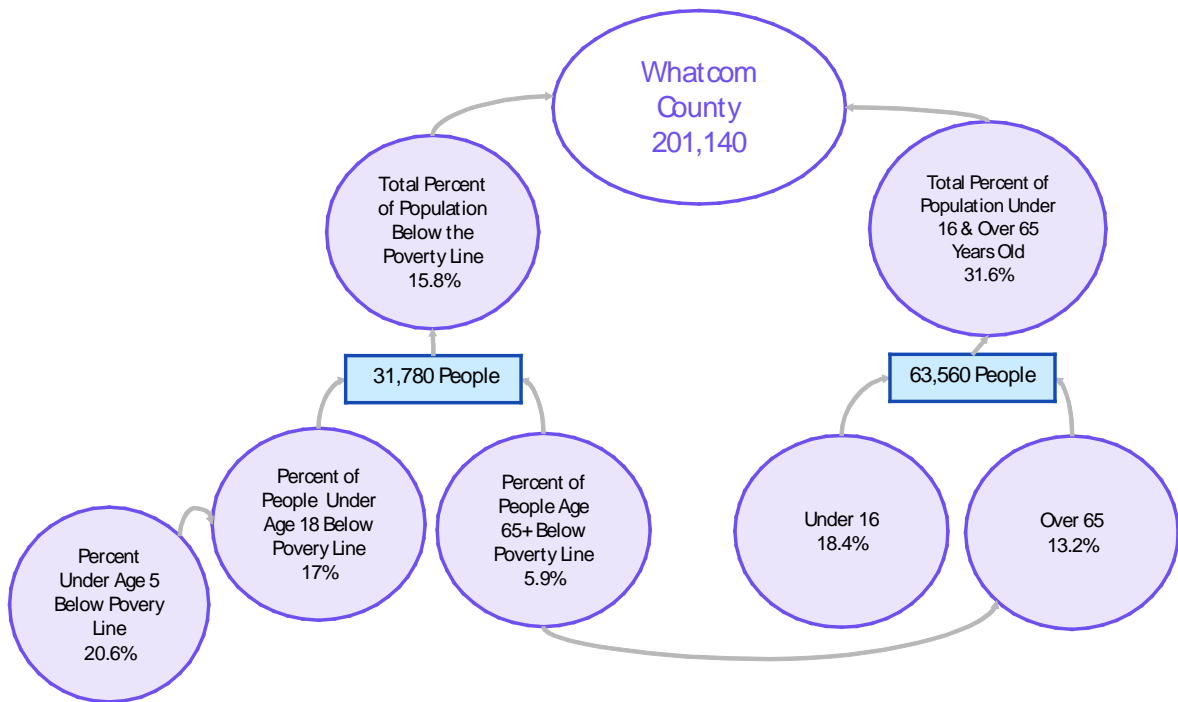 Whatcom
County
201,140
Total Percent
of Population
Below the
Poverty Line
15.8%
Total Percent of
Population Under
16 & Over 65
Years Old
31.6%
31,780 People
63,560 People
Percent of
People Under
Age 18 Below
Povery Line
17%
Percent of
People Age
65+ Below
Poverty Line
5.9%
Under 16
18.4%
Over 65
13.2%
Percent
Under Age 5
Below Povery
Line
20.6%